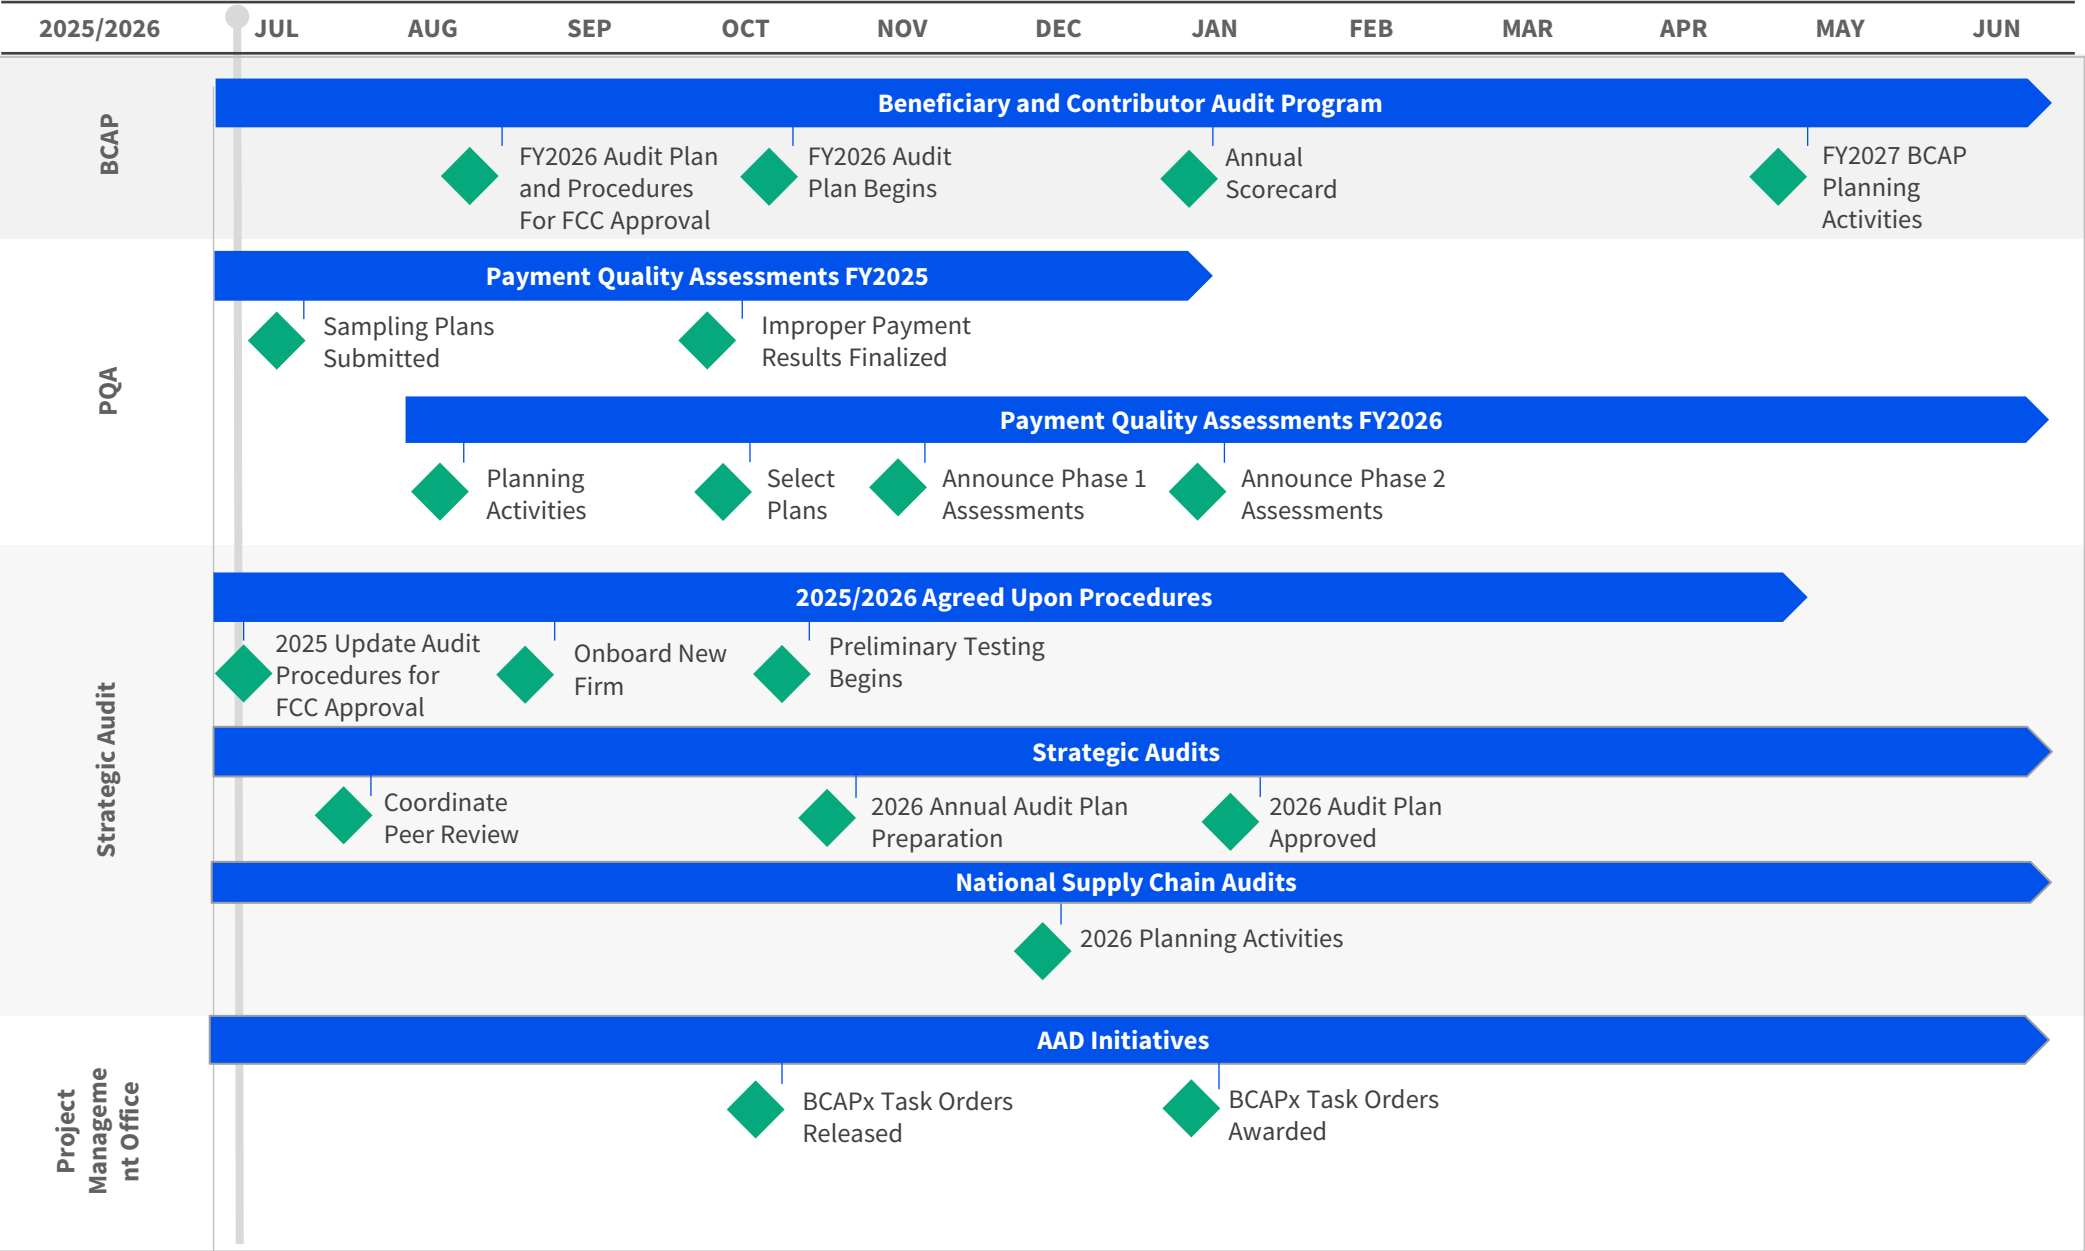 2025/2026 JUL AUG SEP OCT NOV DEC JAN FEB MAR APR MAY JUN
BCAP
Beneficiary and Contributor Audit Program
FY2026 Audit Plan
and Procedures
For FCC Approval
FY2026 Audit
Plan Begins
Annual
Scorecard
FY2027 BCAP
Planning
Activities
PQA
Payment Quality Assessments FY2025
Sampling Plans
Submitted
Improper Payment
Results Finalized
Payment Quality Assessments FY2026
Planning
Activities
Select
Plans
Announce Phase 1
Assessments
Announce Phase 2
Assessments
Strategic Audit
2025/2026 Agreed Upon Procedures
2025 Update Audit
Procedures for
FCC Approval
Onboard New
Firm
Preliminary Testing
Begins
Strategic Audits
Coordinate
Peer Review
2026 Annual Audit Plan
Preparation
2026 Audit Plan
Approved
National Supply Chain Audits
2026 Planning Activities
Project
Manageme
nt Office
AAD Initiatives
BCAPx Task Orders
Released
BCAPx Task Orders
Awarded